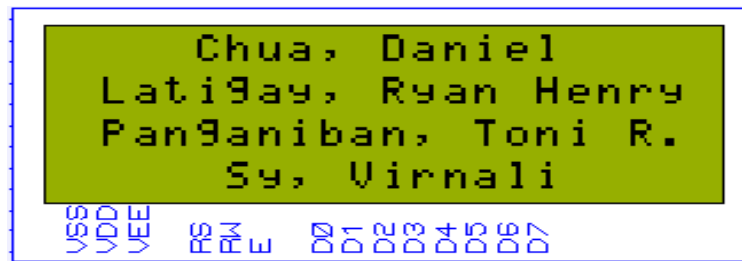 Chua, Daniel
Latigay, Ryan Henry
Panganiban, Toni R.
Sy, Virnali
VSS VDD VEE RS RW E D0 D1 D2 D3 D4 D5 D6 D7